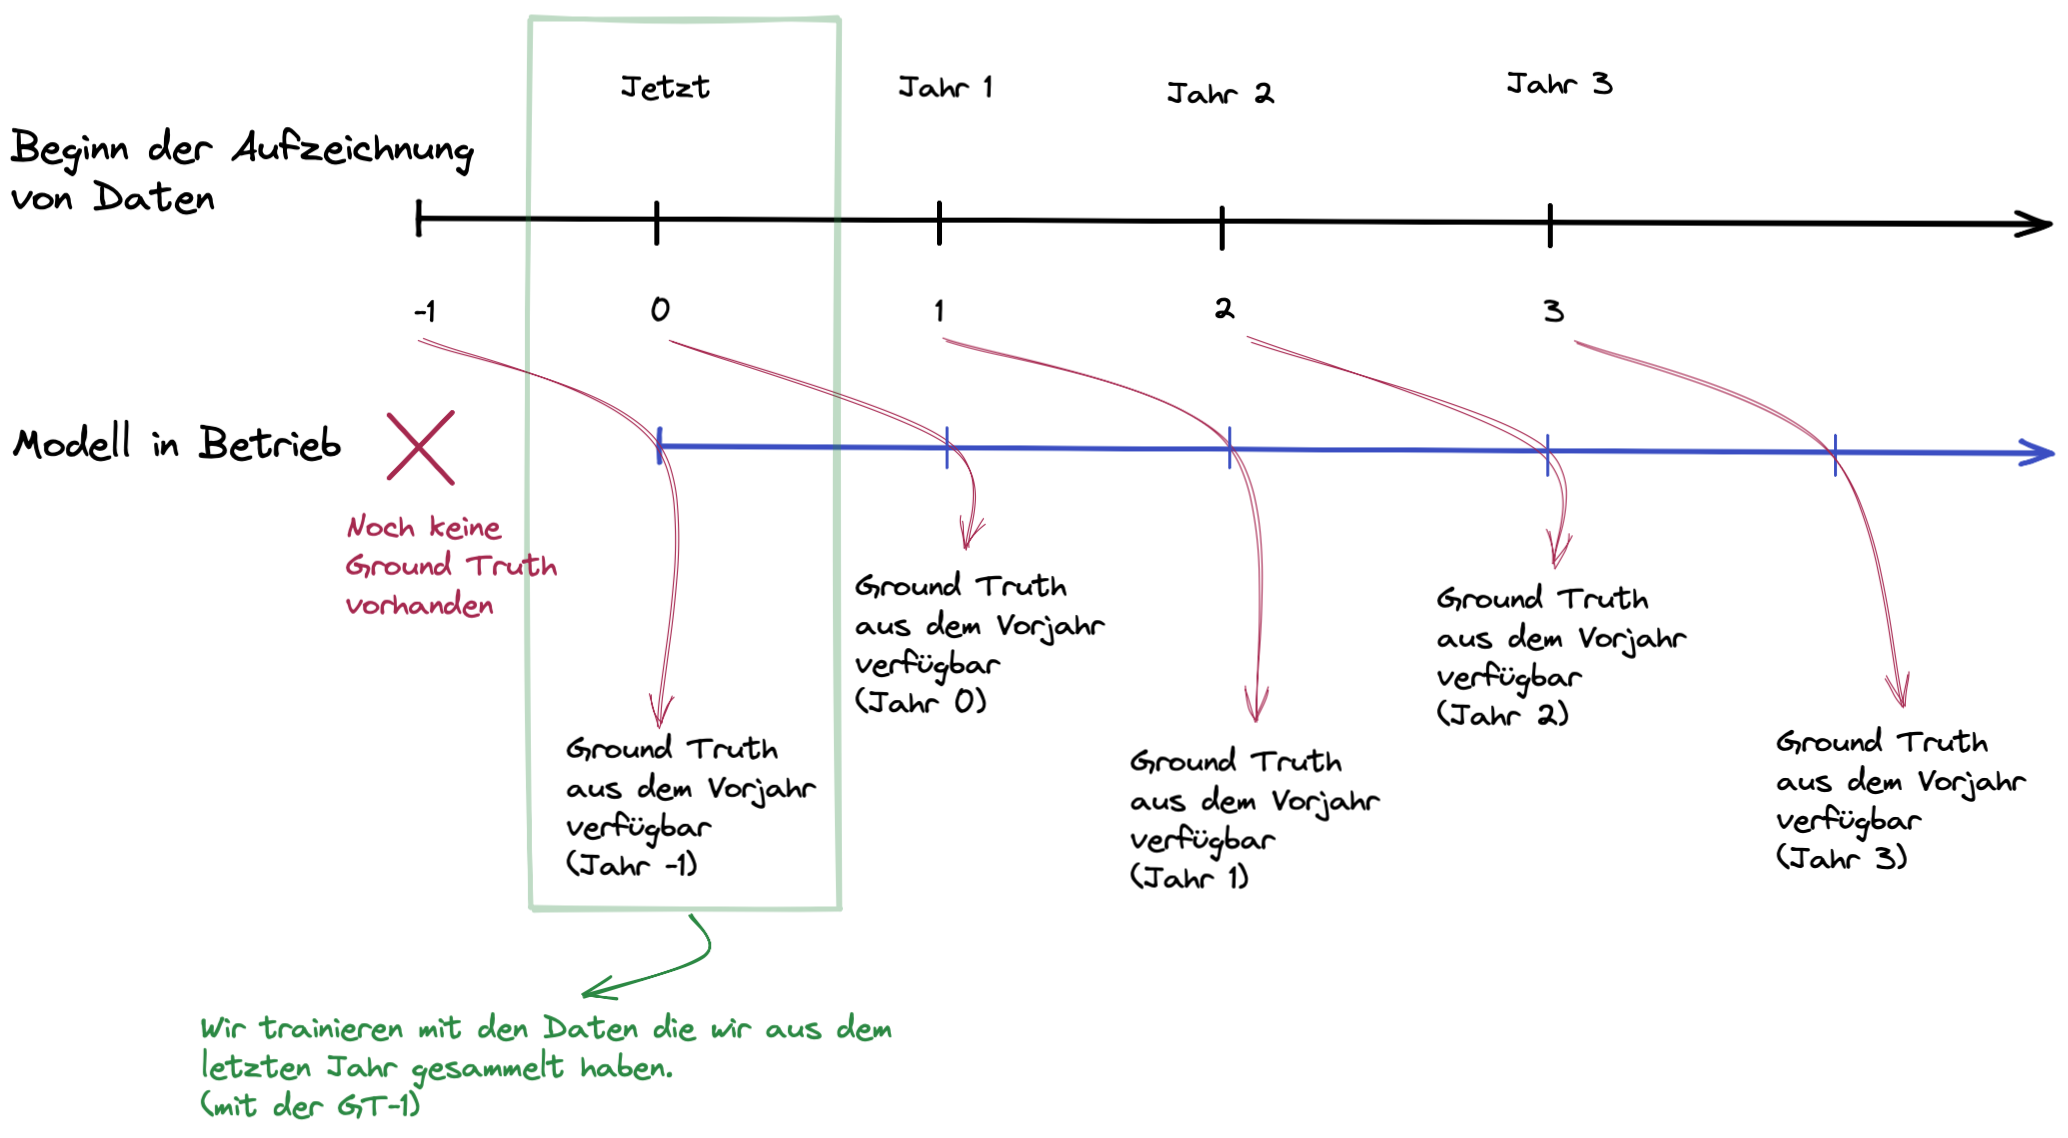 Jetzt
Jahr 1
Jahr 2
Jahr 3
Beginn der Aufzeichnung
von Daten
-1
0
1
2
3
Modell in Betrieb
Noch keine
Ground Truth
vorhanden
Ground Truth
aus dem Vorjahr
verfügbar
(Jahr -1)
Ground Truth
aus dem Vorjahr
verfügbar
(Jahr 0)
Ground Truth
aus dem Vorjahr
verfügbar
(Jahr 1)
Ground Truth
aus dem Vorjahr
verfügbar
(Jahr 2)
Ground Truth
aus dem Vorjahr
verfügbar
(Jahr 3)
Wir trainieren mit den Daten die wir aus dem
letzten Jahr gesammelt haben.
(mit der GT-1)